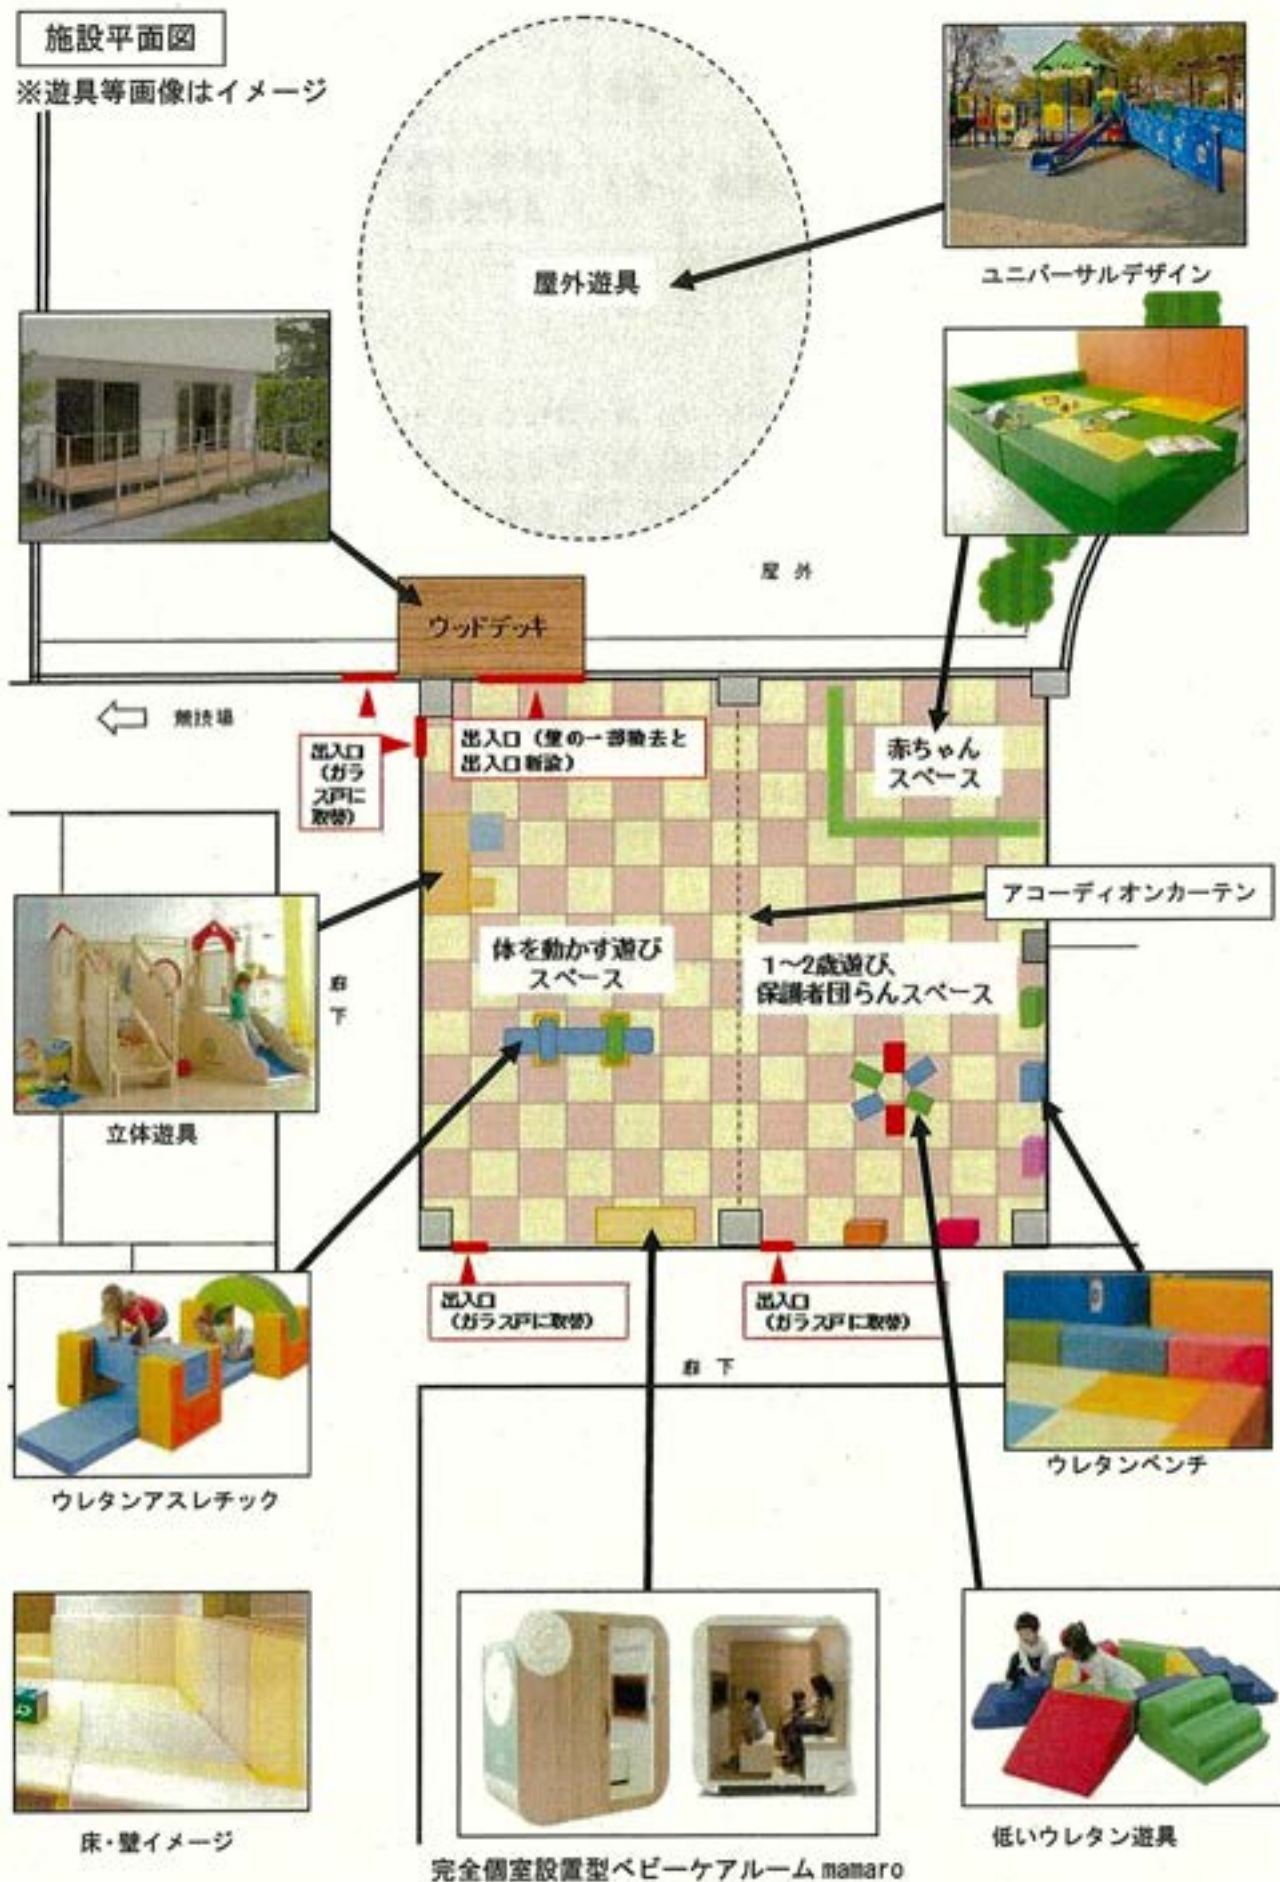 施設平面図
※遊具等画像はイメージ
屋外遊具
ユニバーサルデザイン
屋 外
ウッドデッキ
競技場
出入口
(ガラ
ス戸に
取替)
出入口(壁の一部撤去と
出入口新設)
赤ちゃん
スペース
アコーディオンカーテン
体を動かす遊び
スペース
1~2歳遊び、
保護者団らんスペース
廊
下
立体遊具
出入口
(ガラス戸に取替)
出入口
(ガラス戸に取替)
廊 下
ウレタンアスレチック
ウレタンベンチ
床・壁イメージ
完全個室設置型ベビーケアルーム mamaro
低いウレタン遊具